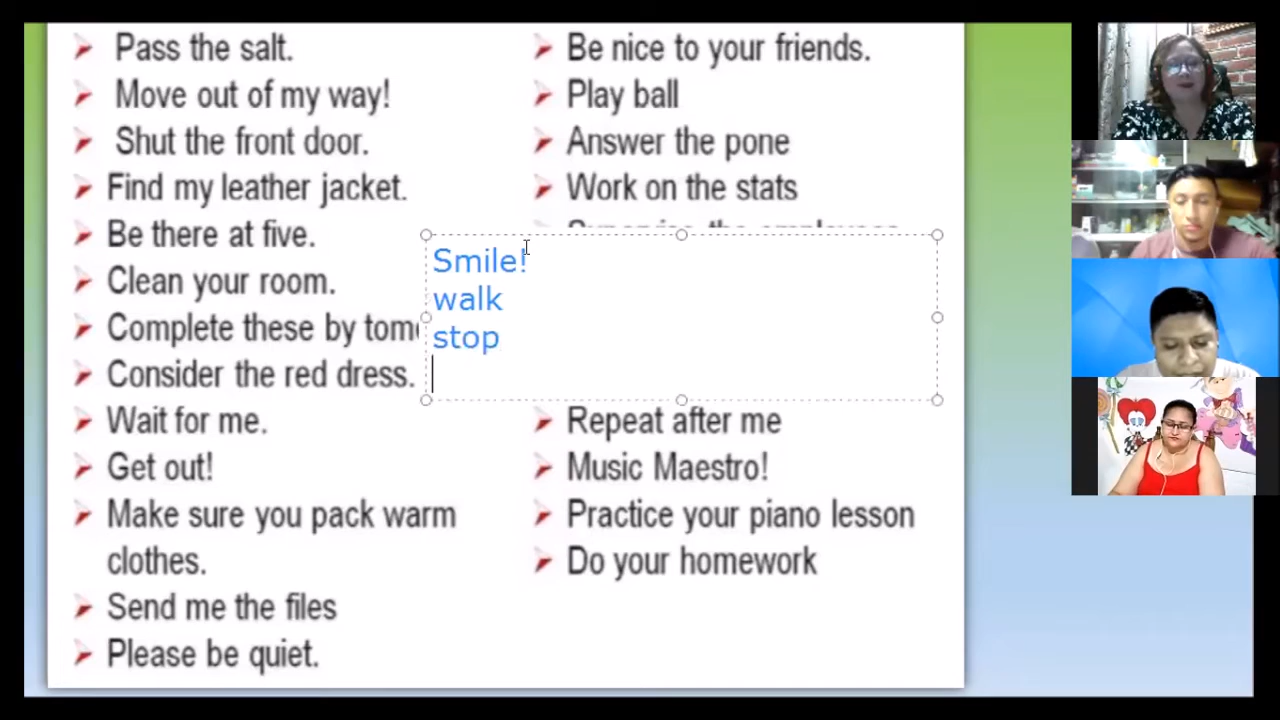 Pass the salt.
Move out of my way!
Shut the front door.
Find my leather jacket.
Be there at five.
Clean your room.
Complete these by
Consider the red dress.
Wait for me.
Get out!
Make sure you pack warm
clothes.
Send me the files
Please be quiet.
Be nice to your friends.
Play ball
Answer the pone
Work on the stats
Smile!
walk
stop
Repeat after me
Music Maestro!
Practice your piano lesson
Do your homework